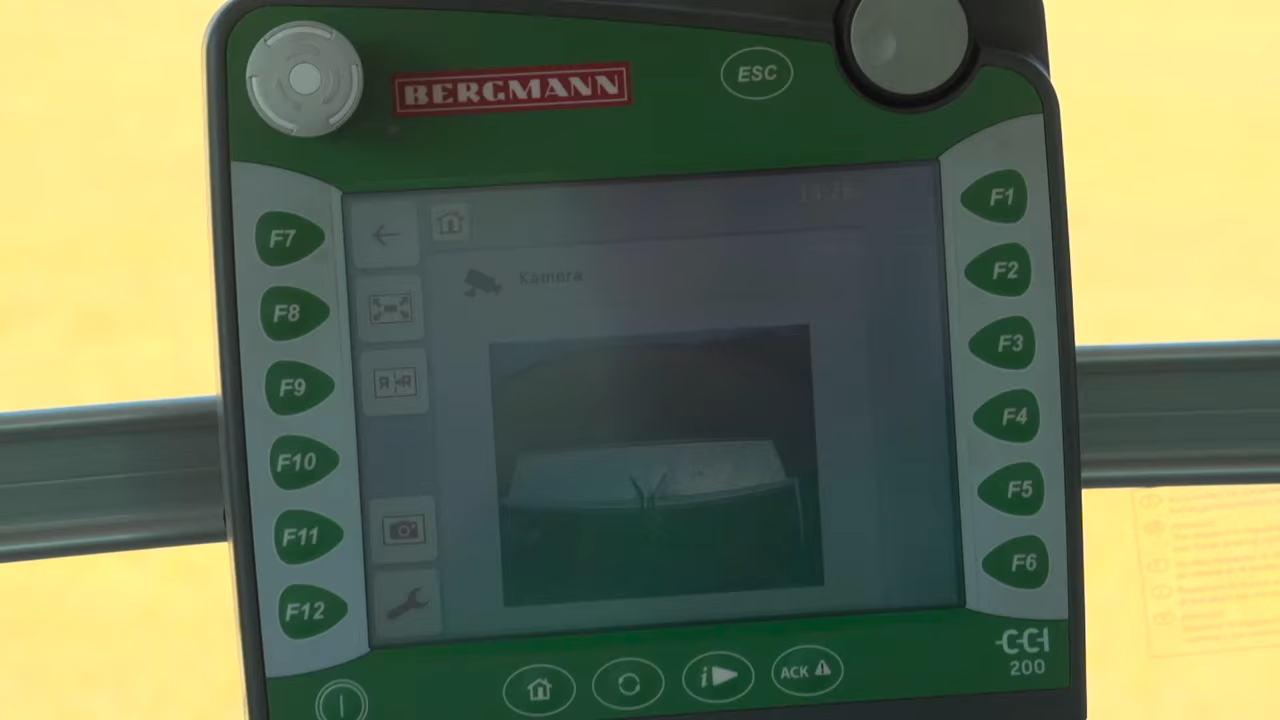 BERGMANN
ESC
F7
F8
F9
F10
F11
F12
Kamera
R R
F1
F2
F3
F4
F5
F6
CCI
200
i
ACK